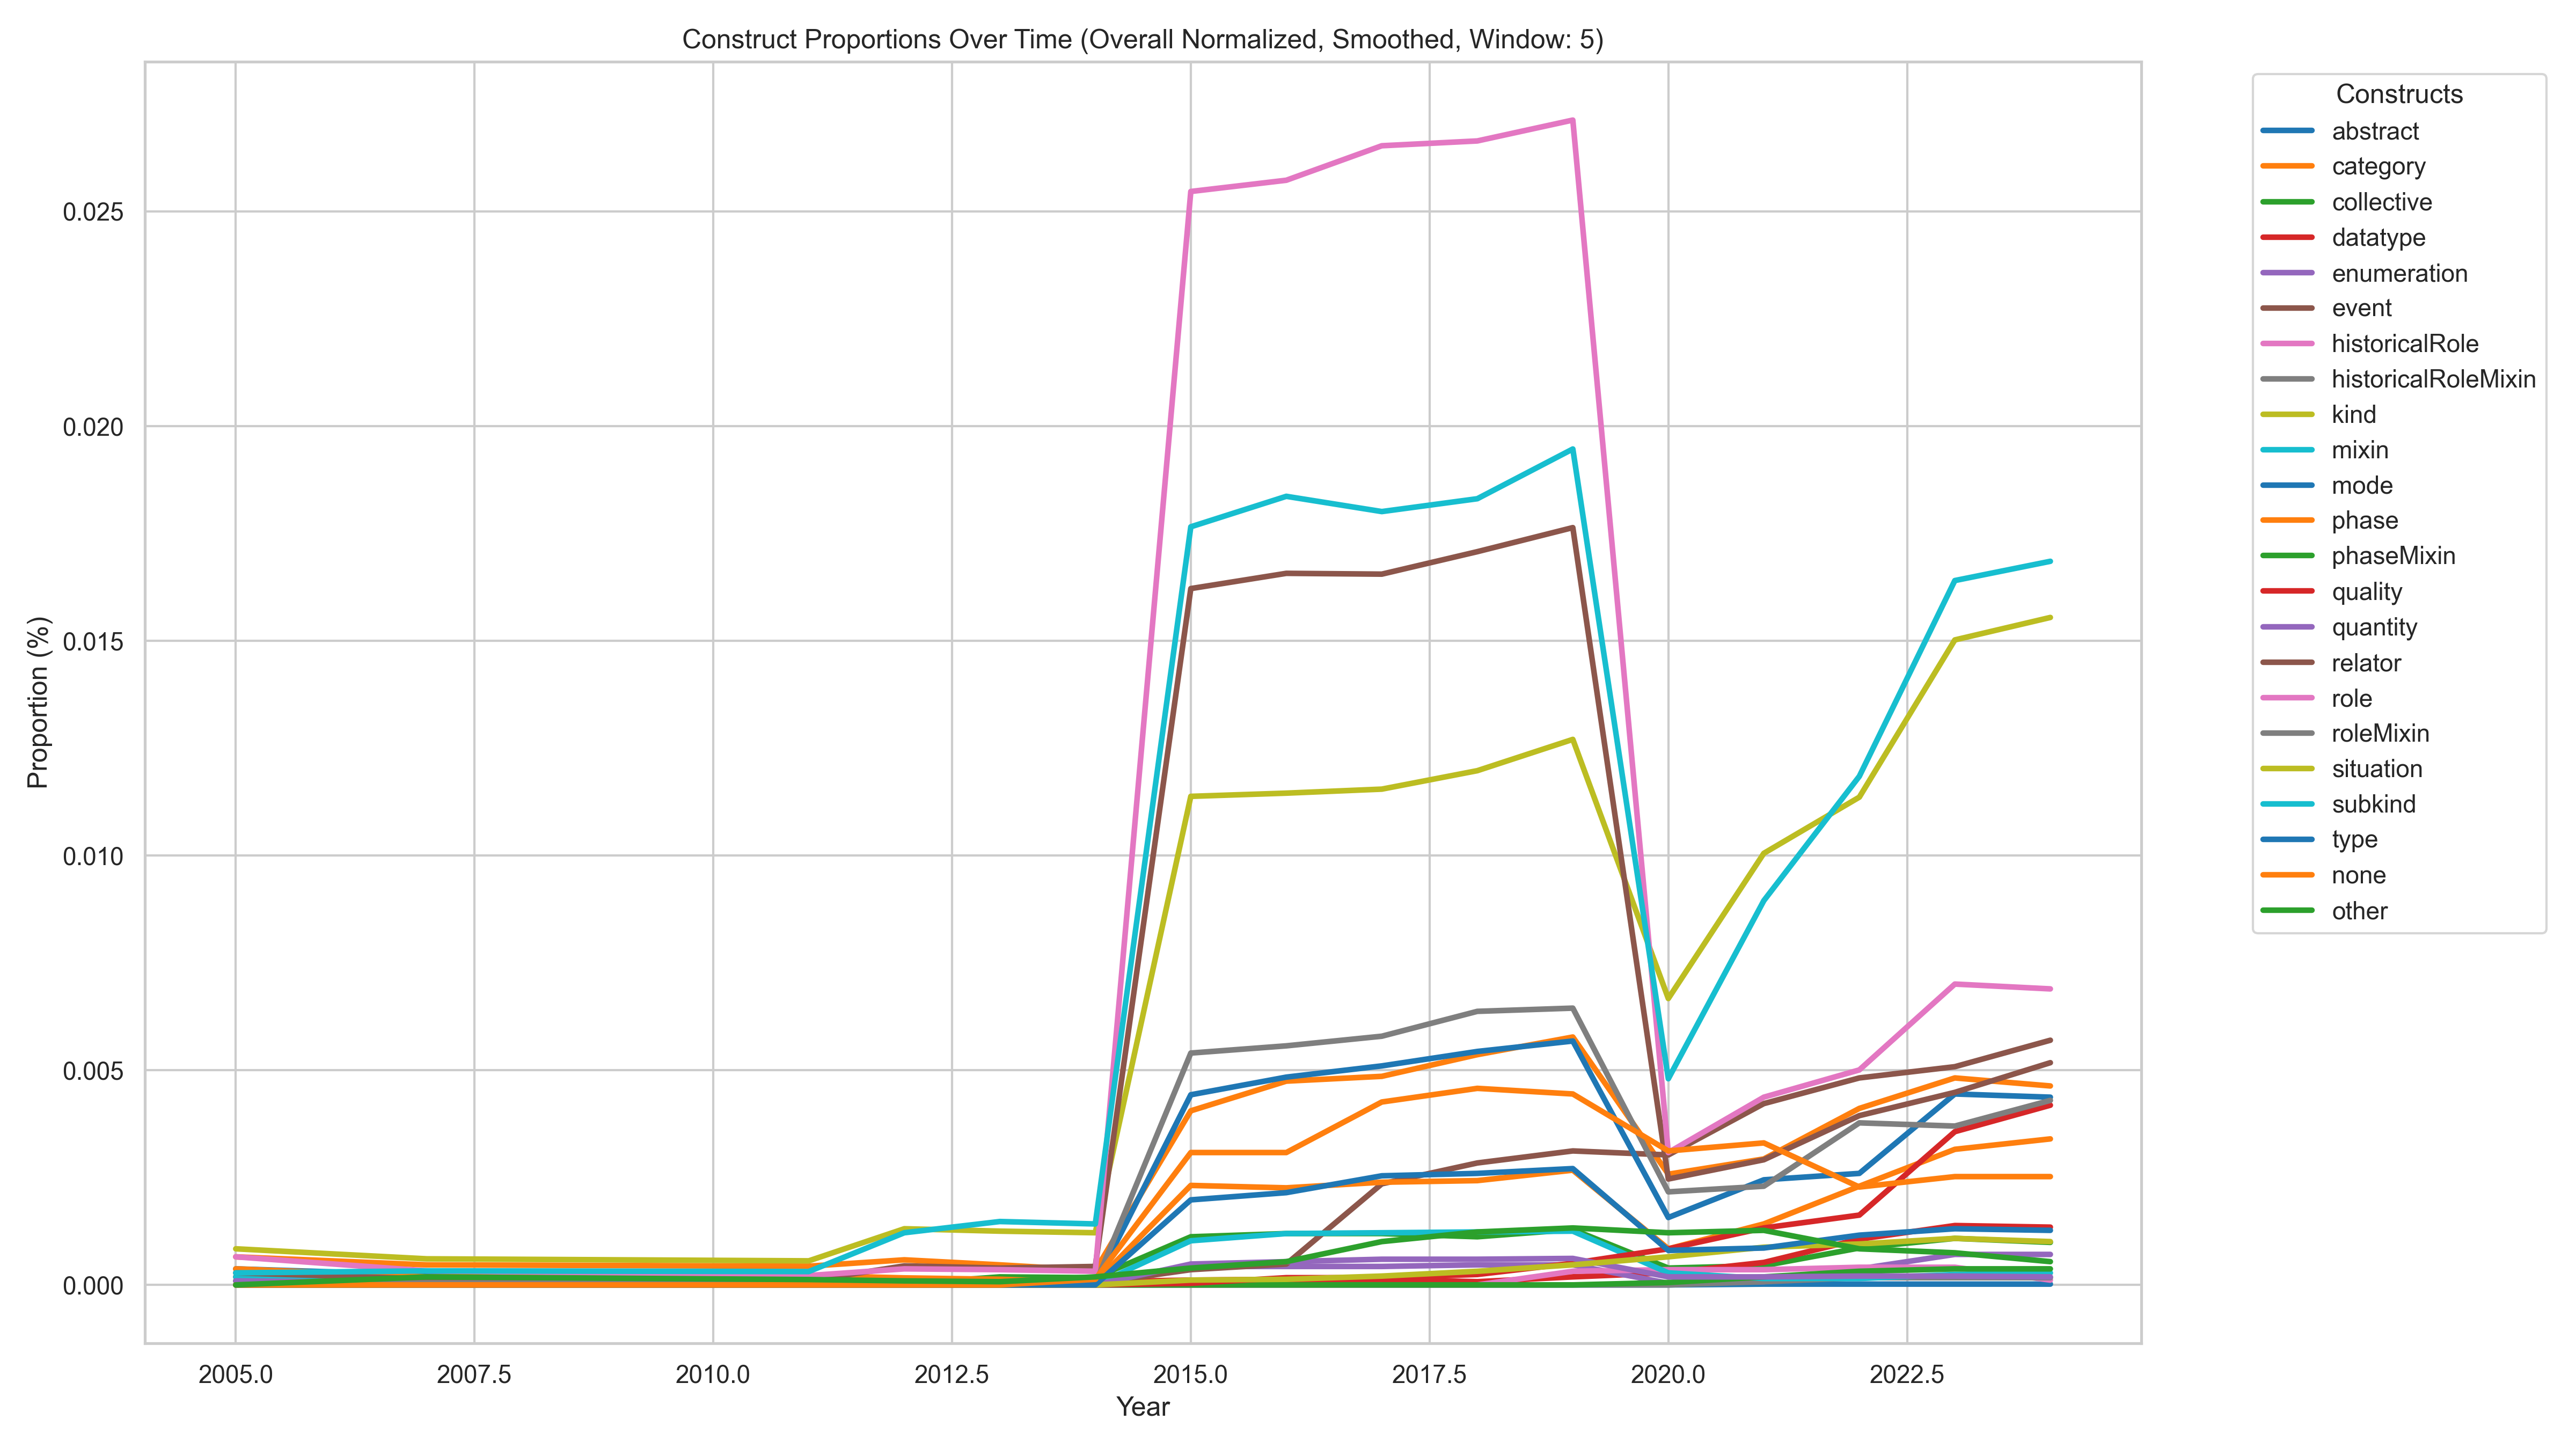 Construct Proportions Over Time (Overall Normalized, Smoothed, Window: 5)
Constructs
abstract
category
collective
datatype
enumeration
event
historicalRole
historicalRoleMixin
kind
mixin
mode
phase
phaseMixin
quality
quantity
relator
role
roleMixin
situation
subkind
type
none
other
Proportion (%)
0.025
0.020
0.015
0.010
0.005
0.000
2005.0 2007.5 2010.0 2012.5 2015.0 2017.5 2020.0 2022.5
Year